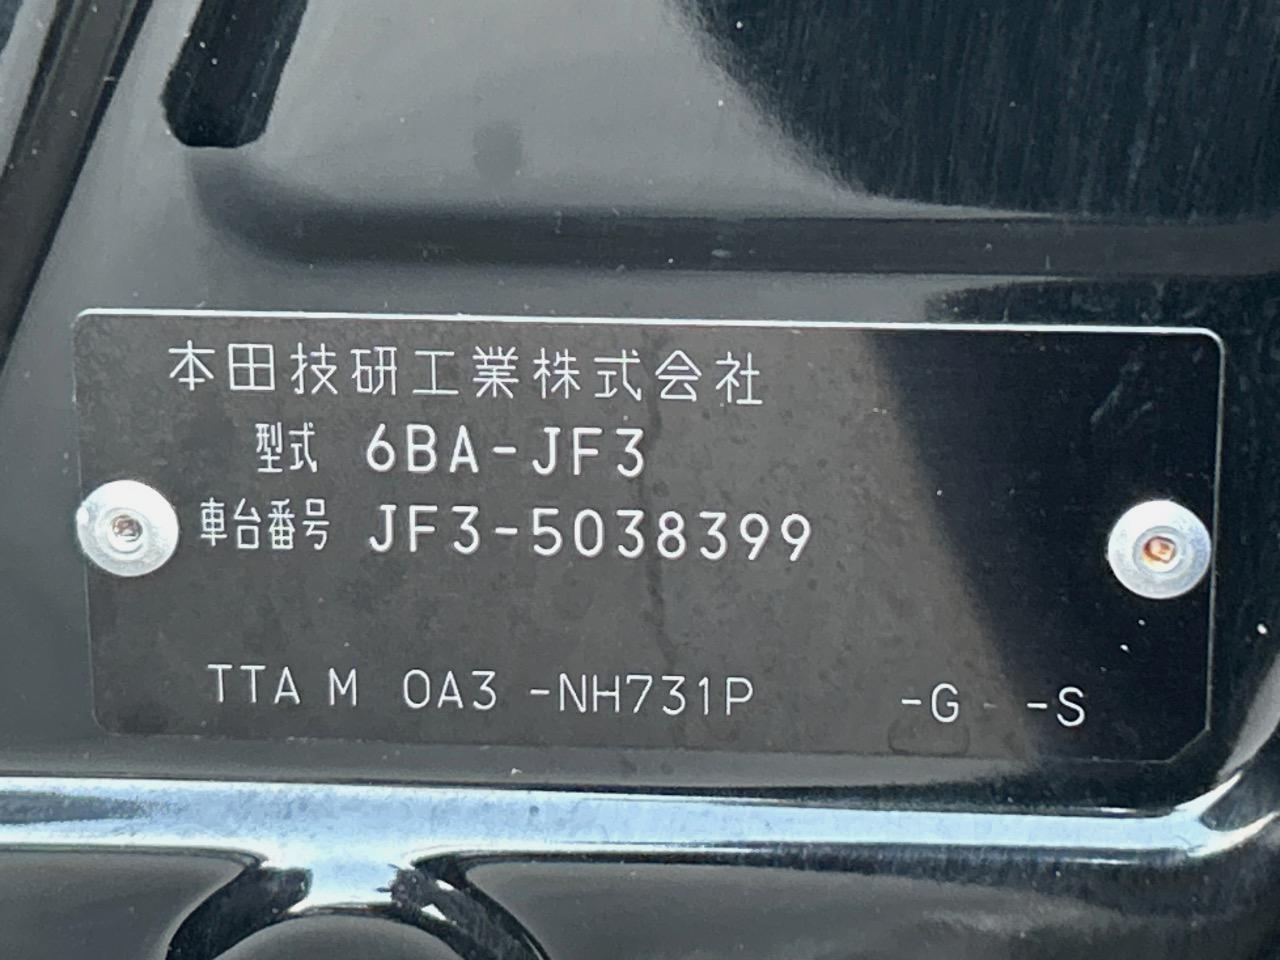 本田技研工業株式会社
型式 6BA-JF3
車台番号 JF3-5038399
TTA M 0A3 -NH731P -G -S